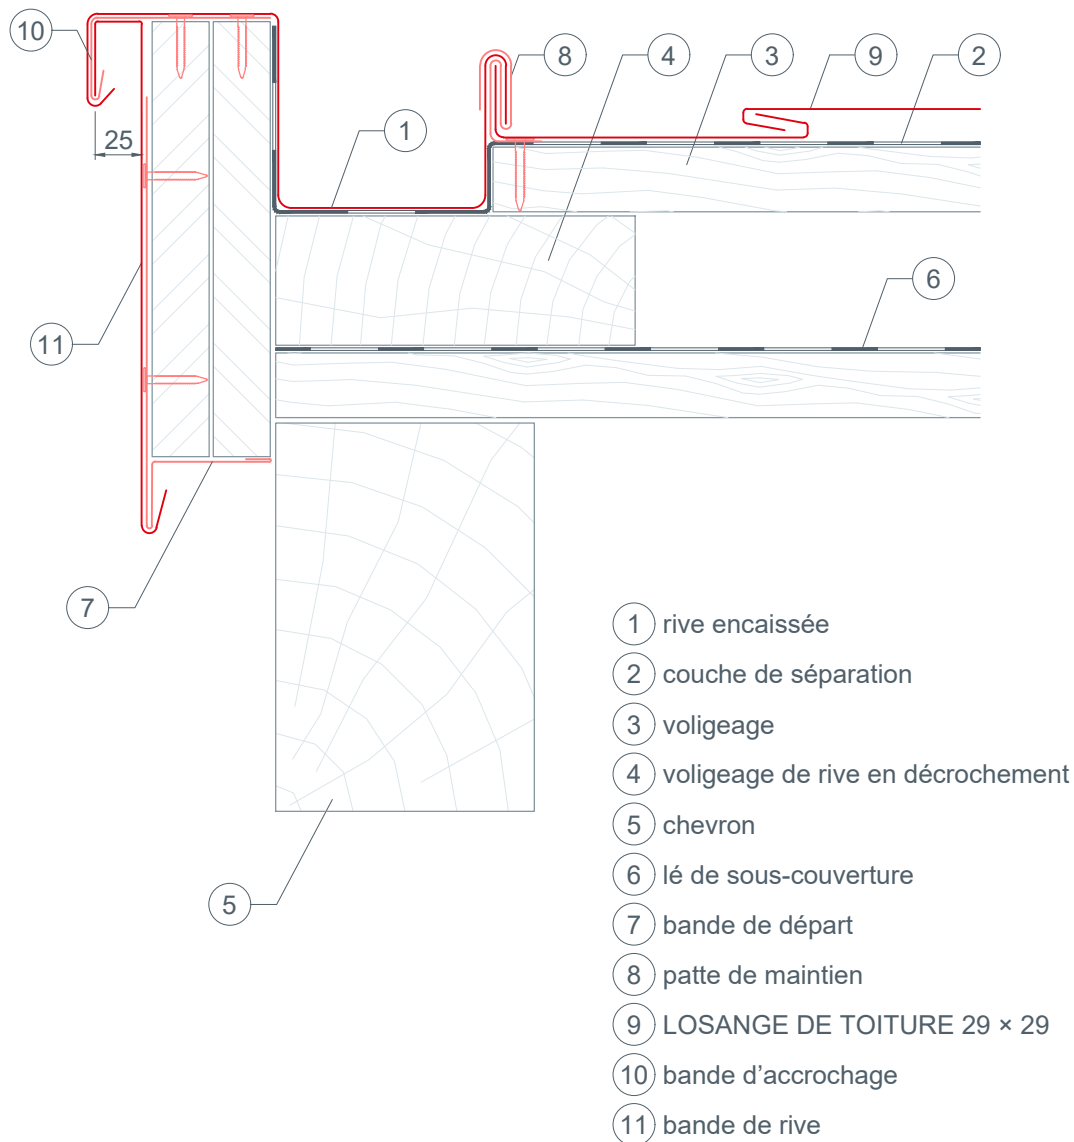 10
8
4
3
9
2
1
25
6
11
7
5
1 rive encaissée
2 couche de séparation
3 voligeage
4 voligeage de rive en décrochement
5 chevron
6 lé de sous-couverture
7 bande de départ
8 patte de maintien
9 LOSANGE DE TOITURE 29 × 29
10 bande d’accrochage
11 bande de rive